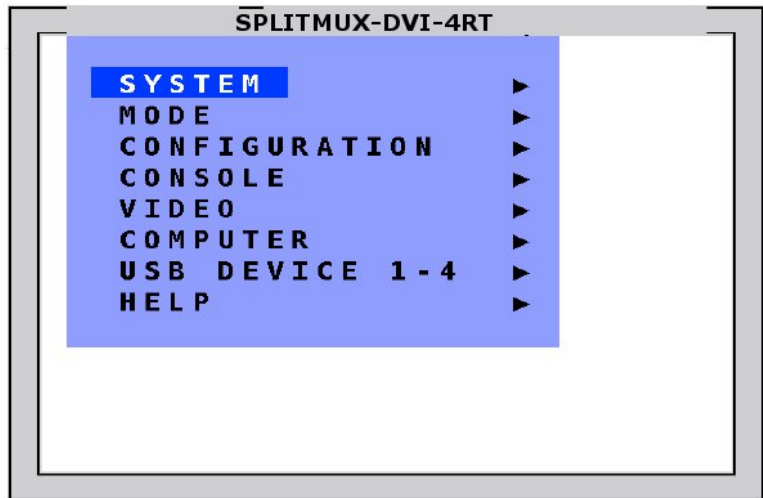 SPLITMUX-DVI-4RT
SYSTEM
MODE
CONFIGURATION
CONSOLE
VIDEO
COMPUTER
USB DEVICE 1-4
HELP